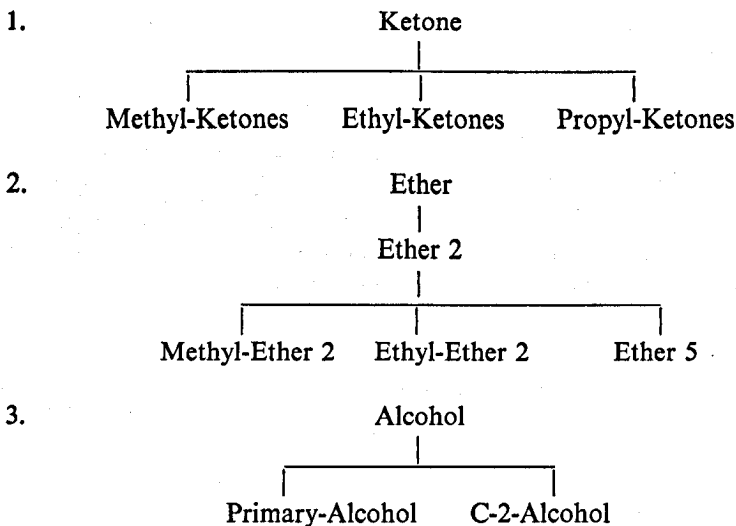 1. Ketone
Methyl-Ketones Ethyl-Ketones Propyl-Ketones
2. Ether
Ether 2
Methyl-Ether 2 Ethyl-Ether 2 Ether 5
3. Alcohol
Primary-Alcohol C-2-Alcohol